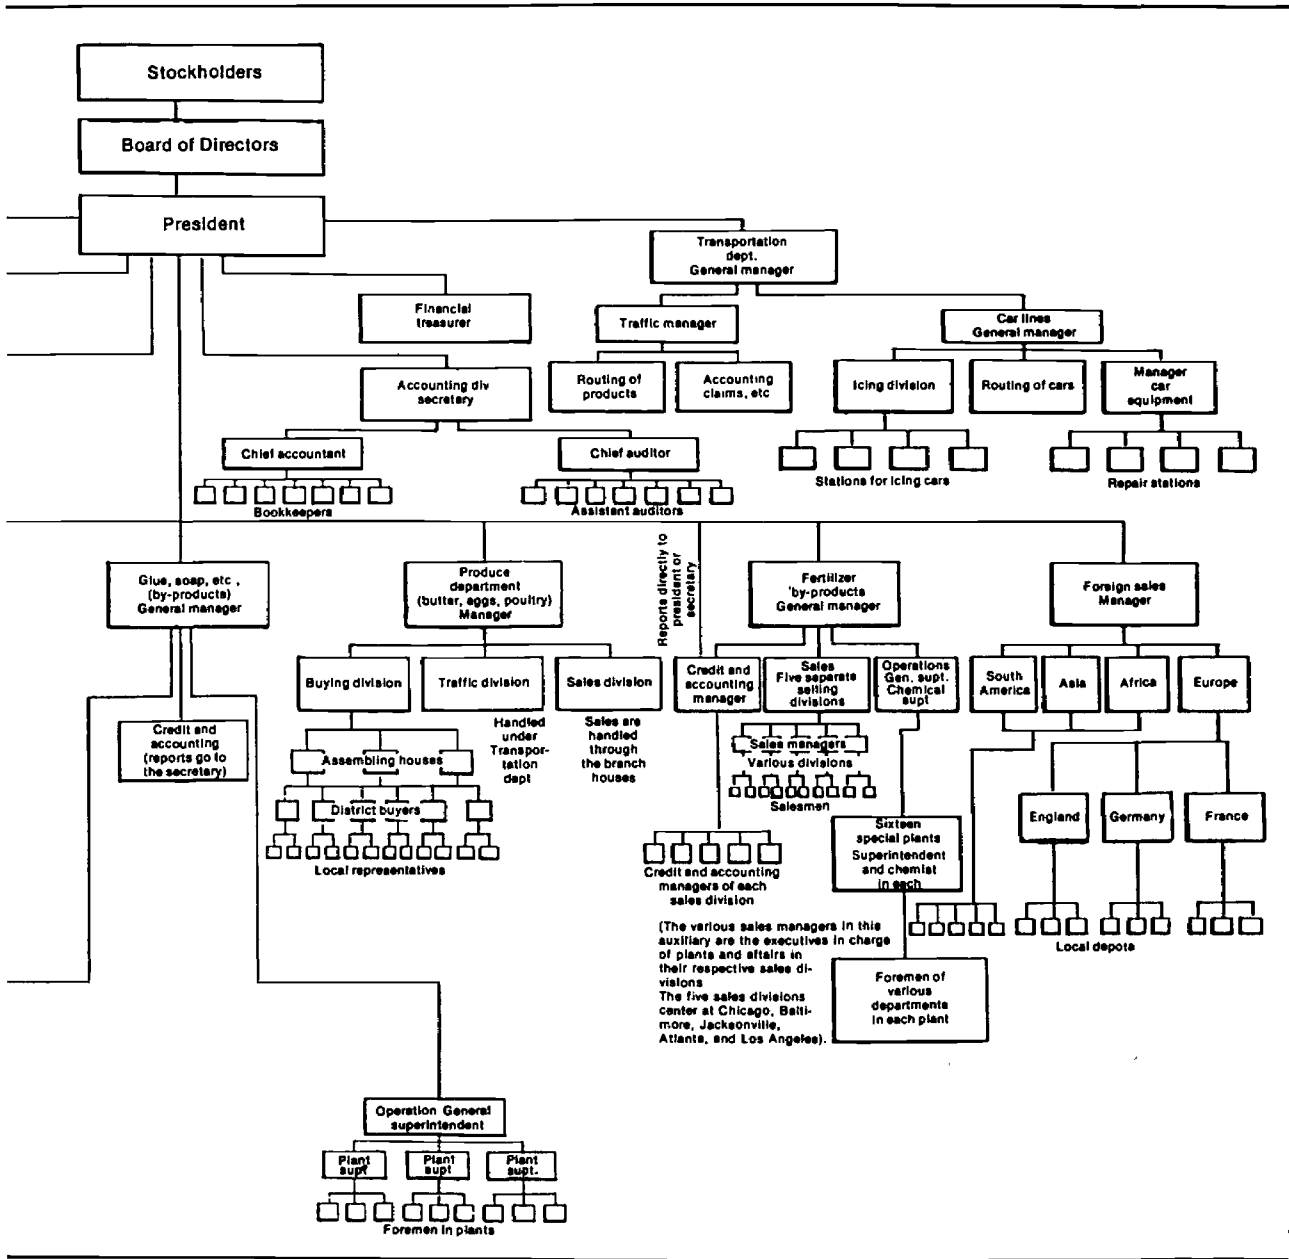 Stockholders
Board of Directors
President
Transportation
dept.
General manager
Financial
treasurer
Traffic manager
Car lines
General manager
Accounting div
secretary
Routing of
products
Accounting
claims, etc
Icing division
Routing of cars
Manager
car
equipment
Chief accountant
Chief auditor
Stations for icing cars
Repair stations
Bookkeepers
Assistant auditors
Glue, soap, etc.,
(by-products)
General manager
Produce
department
(butter, eggs, poultry)
Manager
Reports directly to
president or
secretary
Fertilizer
'by-products
General manager
Foreign sales
Manager
Buying division
Traffic division
Sales division
Credit and
accounting
manager
Sales
Five separate
selling
divisions
Operations
Gen. supt.
Chemical
supt
South
America
Asia
Africa
Europe
Credit and
accounting
(reports go to
the secretary)
Handled
under
Transpor-
tation
dept
Sales are
handled
through
the branch
houses
Assembling houses
Sales managers
Various divisions
Salesmen
District buyers
Local representatives
Sixteen
special plants
Superintendent
and chemist
in each
England
Germany
France
Credit and accounting
managers of each
sales division
Local depots
(The various sales managers in this
auxiliary are the executives in charge
of plants and affairs in
their respective sales di-
visions
The five sales divisions
center at Chicago, Balti-
more, Jacksonville,
Atlanta, and Los Angeles).
Foremen of
various
departments
in each plant
Operation General
superintendent
Plant
supt
Plant
supt
Plant
supt.
Foremen in plants